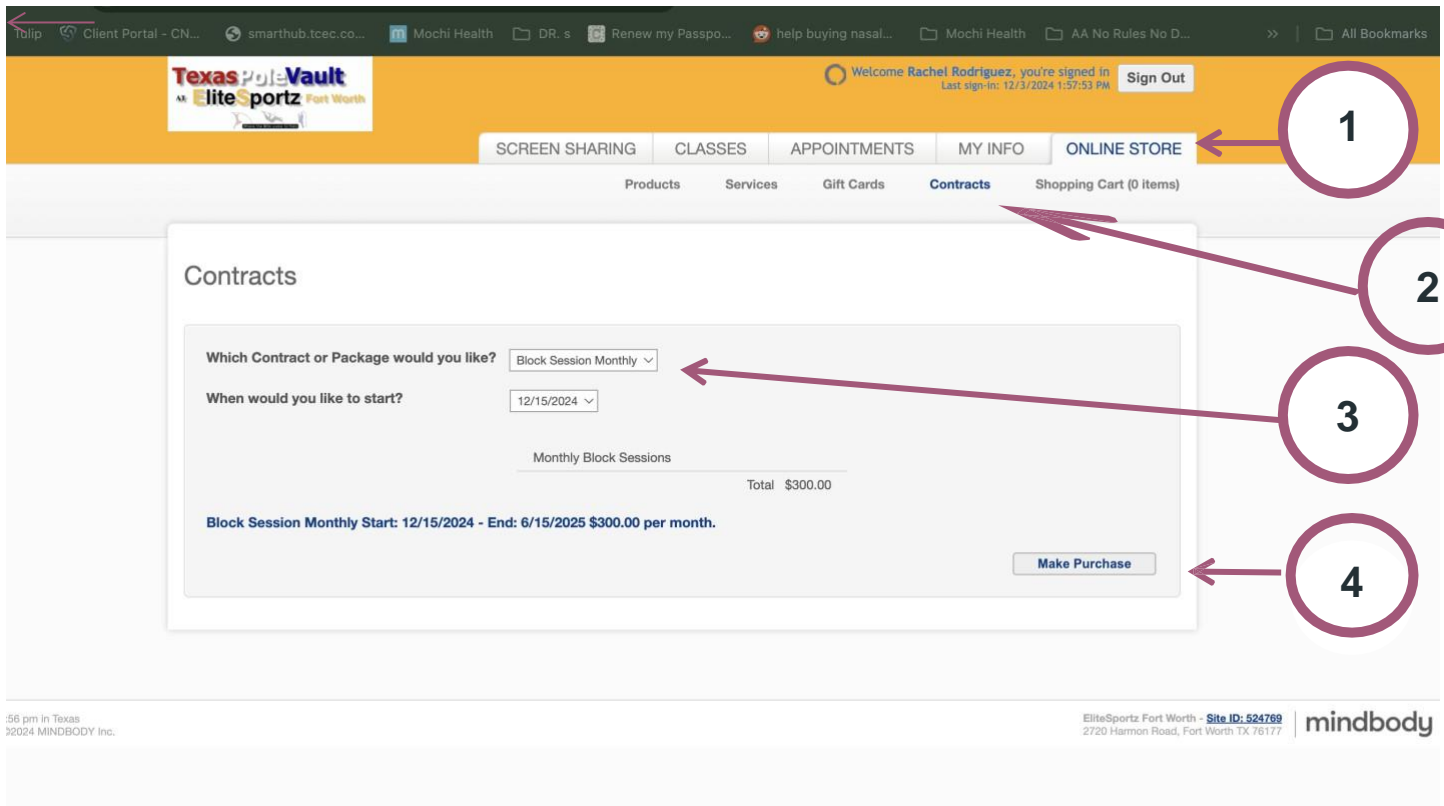 Tulip Client Portal - CN... smarthub.tcec.co... Mochi Health DR. s Renew my Passpo... help buying nasal... Mochi Health AA No Rules No D... » All Bookmarks
TexasPoleVault
At EliteSportz Fort Worth
Welcome Rachel Rodriguez, you're signed in
Last sign-in: 12/3/2024 1:57:53 PM
Sign Out
1
SCREEN SHARING CLASSES APPOINTMENTS MY INFO ONLINE STORE
Products Services Gift Cards Contracts Shopping Cart (0 items)
2
Contracts
Which Contract or Package would you like? Block Session Monthly
When would you like to start? 12/15/2024
3
Monthly Block Sessions
Total $300.00
Block Session Monthly Start: 12/15/2024 - End: 6/15/2025 $300.00 per month.
Make Purchase
4
:56 pm in Texas
©2024 MINDBODY Inc.
EliteSportz Fort Worth - Site ID: 524769
2720 Harmon Road, Fort Worth TX 76177
mindbody